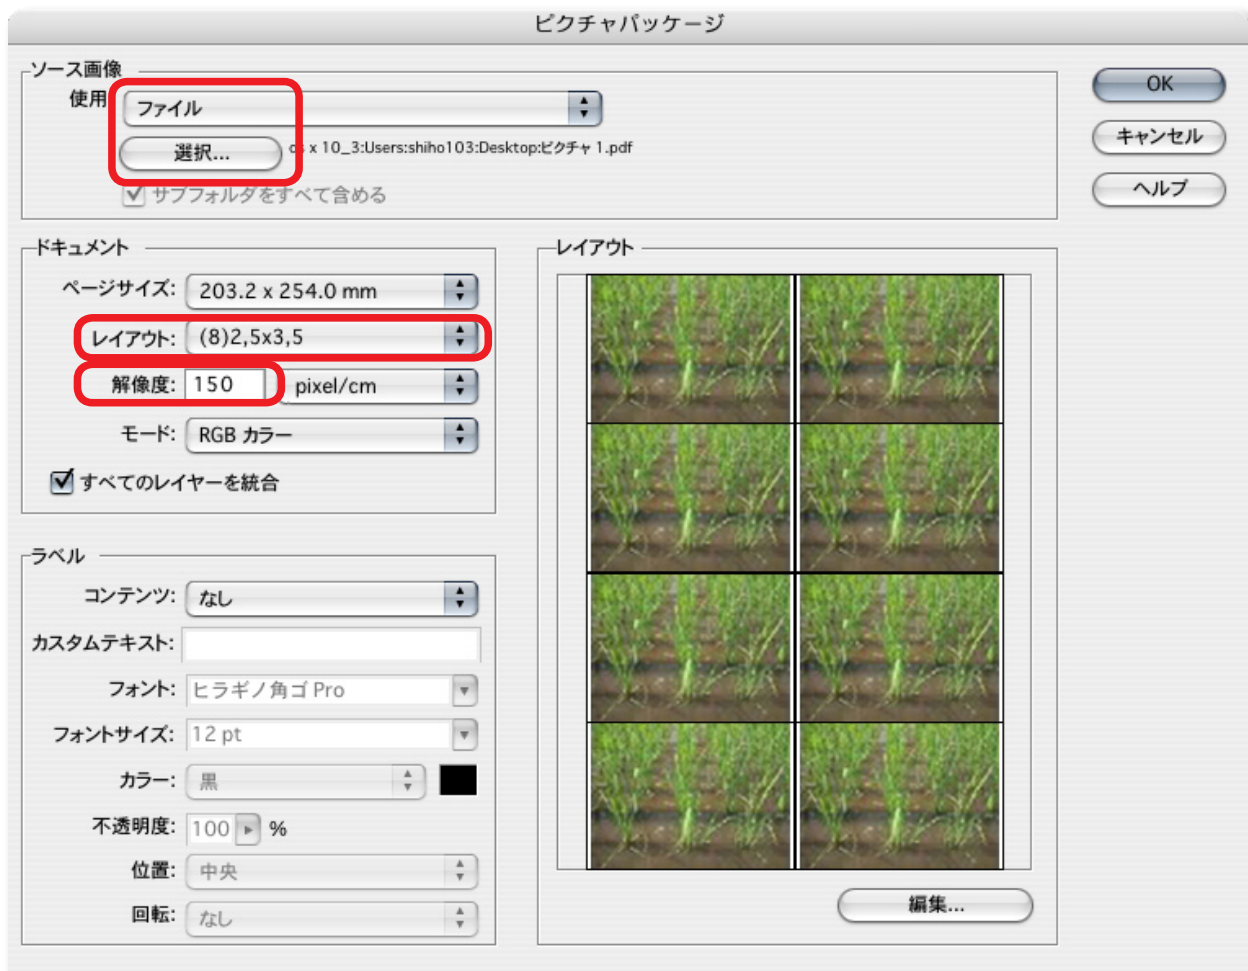 ピクチャパッケージ
ソース画像
使用
ファイル
選択...
os x 10_3:Users:shiho103:Desktop:ピクチャ 1.pdf
サブフォルダをすべて含める
OK
キャンセル
ヘルプ
ドキュメント
ページサイズ: 203.2 x 254.0 mm
レイアウト: (8)2,5x3,5
解像度: 150 pixel/cm
モード: RGB カラー
すべてのレイヤーを統合
ラベル
コンテンツ: なし
カスタムテキスト:
フォント: ヒラギノ角ゴ Pro
フォントサイズ: 12 pt
カラー: 黒
不透明度: 100 %
位置: 中央
回転: なし
レイアウト
編集...